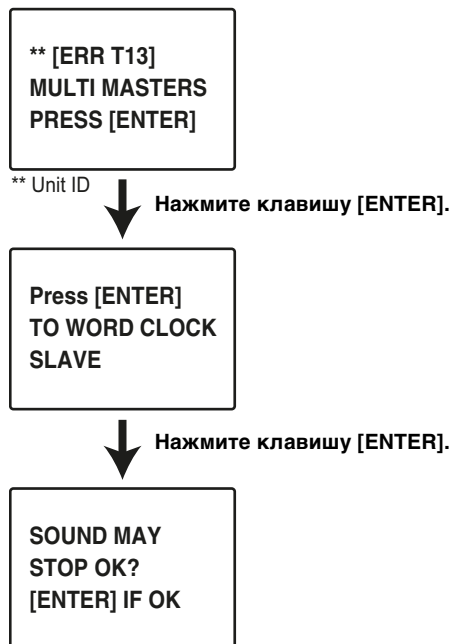 ** [ERR T13]
MULTI MASTERS
PRESS [ENTER]
** Unit ID
Нажмите клавишу [ENTER].
Press [ENTER]
TO WORD CLOCK
SLAVE
Нажмите клавишу [ENTER].
SOUND MAY
STOP OK?
[ENTER] IF OK